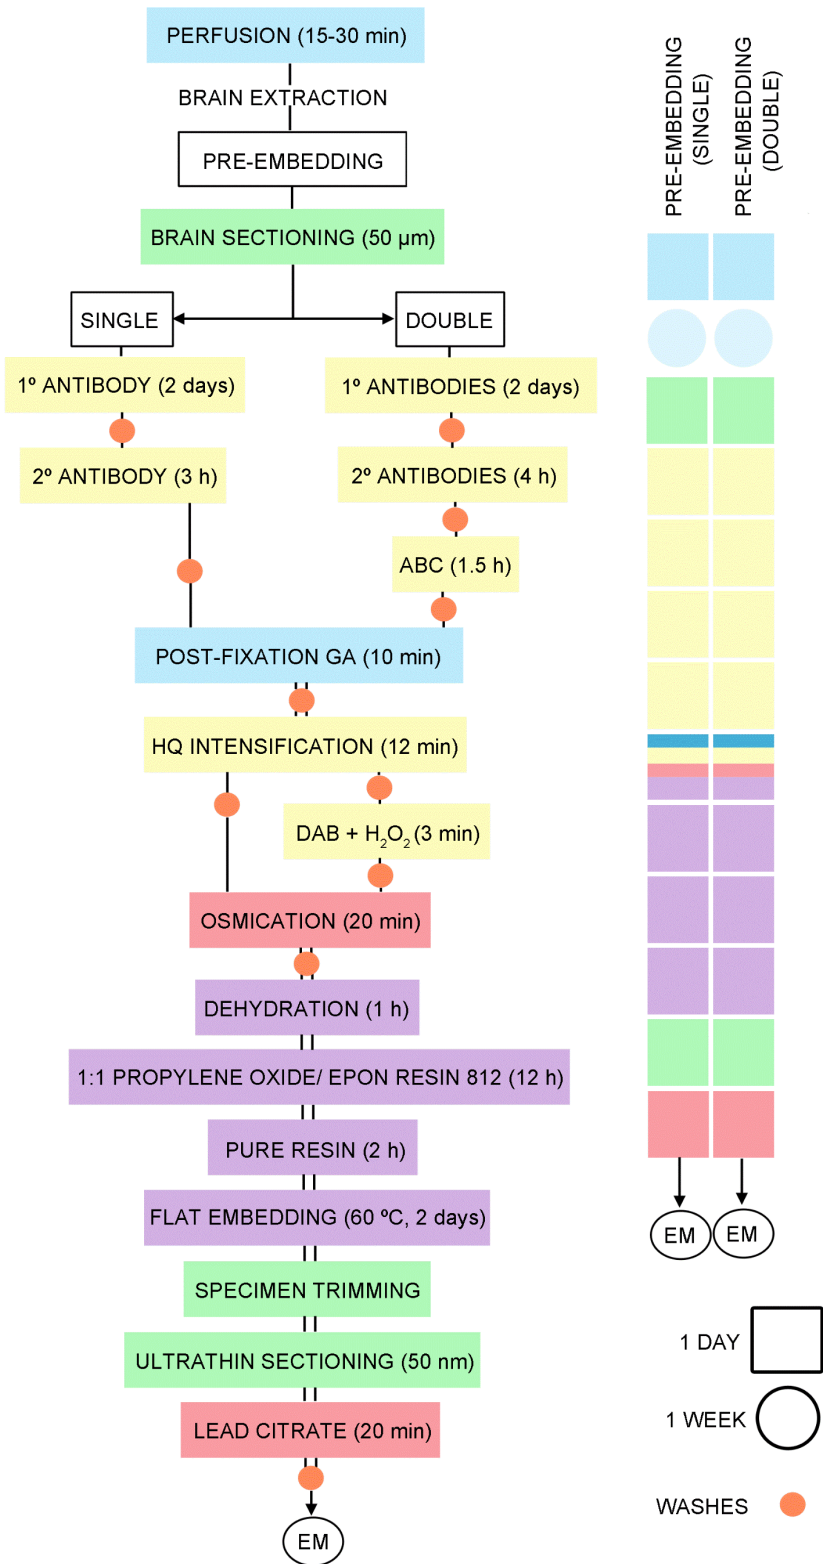 PERFUSION (15-30 min)
BRAIN EXTRACTION
PRE-EMBEDDING
BRAIN SECTIONING (50 µm)
SINGLE
DOUBLE
1º ANTIBODY (2 days)
1º ANTIBODIES (2 days)
2º ANTIBODY (3 h)
2º ANTIBODIES (4 h)
ABC (1.5 h)
POST-FIXATION GA (10 min)
HQ INTENSIFICATION (12 min)
DAB + H₂O₂ (3 min)
OSMICATION (20 min)
DEHYDRATION (1 h)
1:1 PROPYLENE OXIDE/ EPON RESIN 812 (12 h)
PURE RESIN (2 h)
FLAT EMBEDDING (60 ºC, 2 days)
SPECIMEN TRIMMING
ULTRATHIN SECTIONING (50 nm)
LEAD CITRATE (20 min)
EM
PRE-EMBEDDING
(SINGLE)
PRE-EMBEDDING
(DOUBLE)
EM
EM
1 DAY
1 WEEK
WASHES